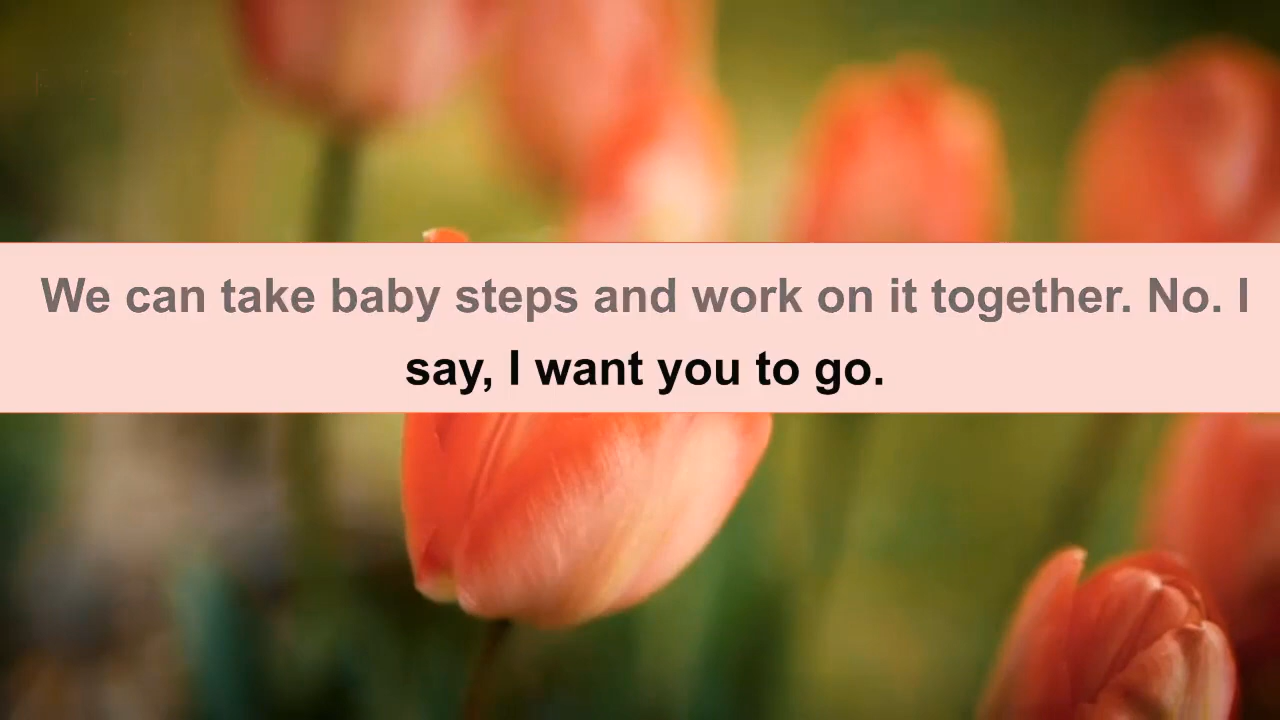 We can take baby steps and work on it together. No. I
say, I want you to go.